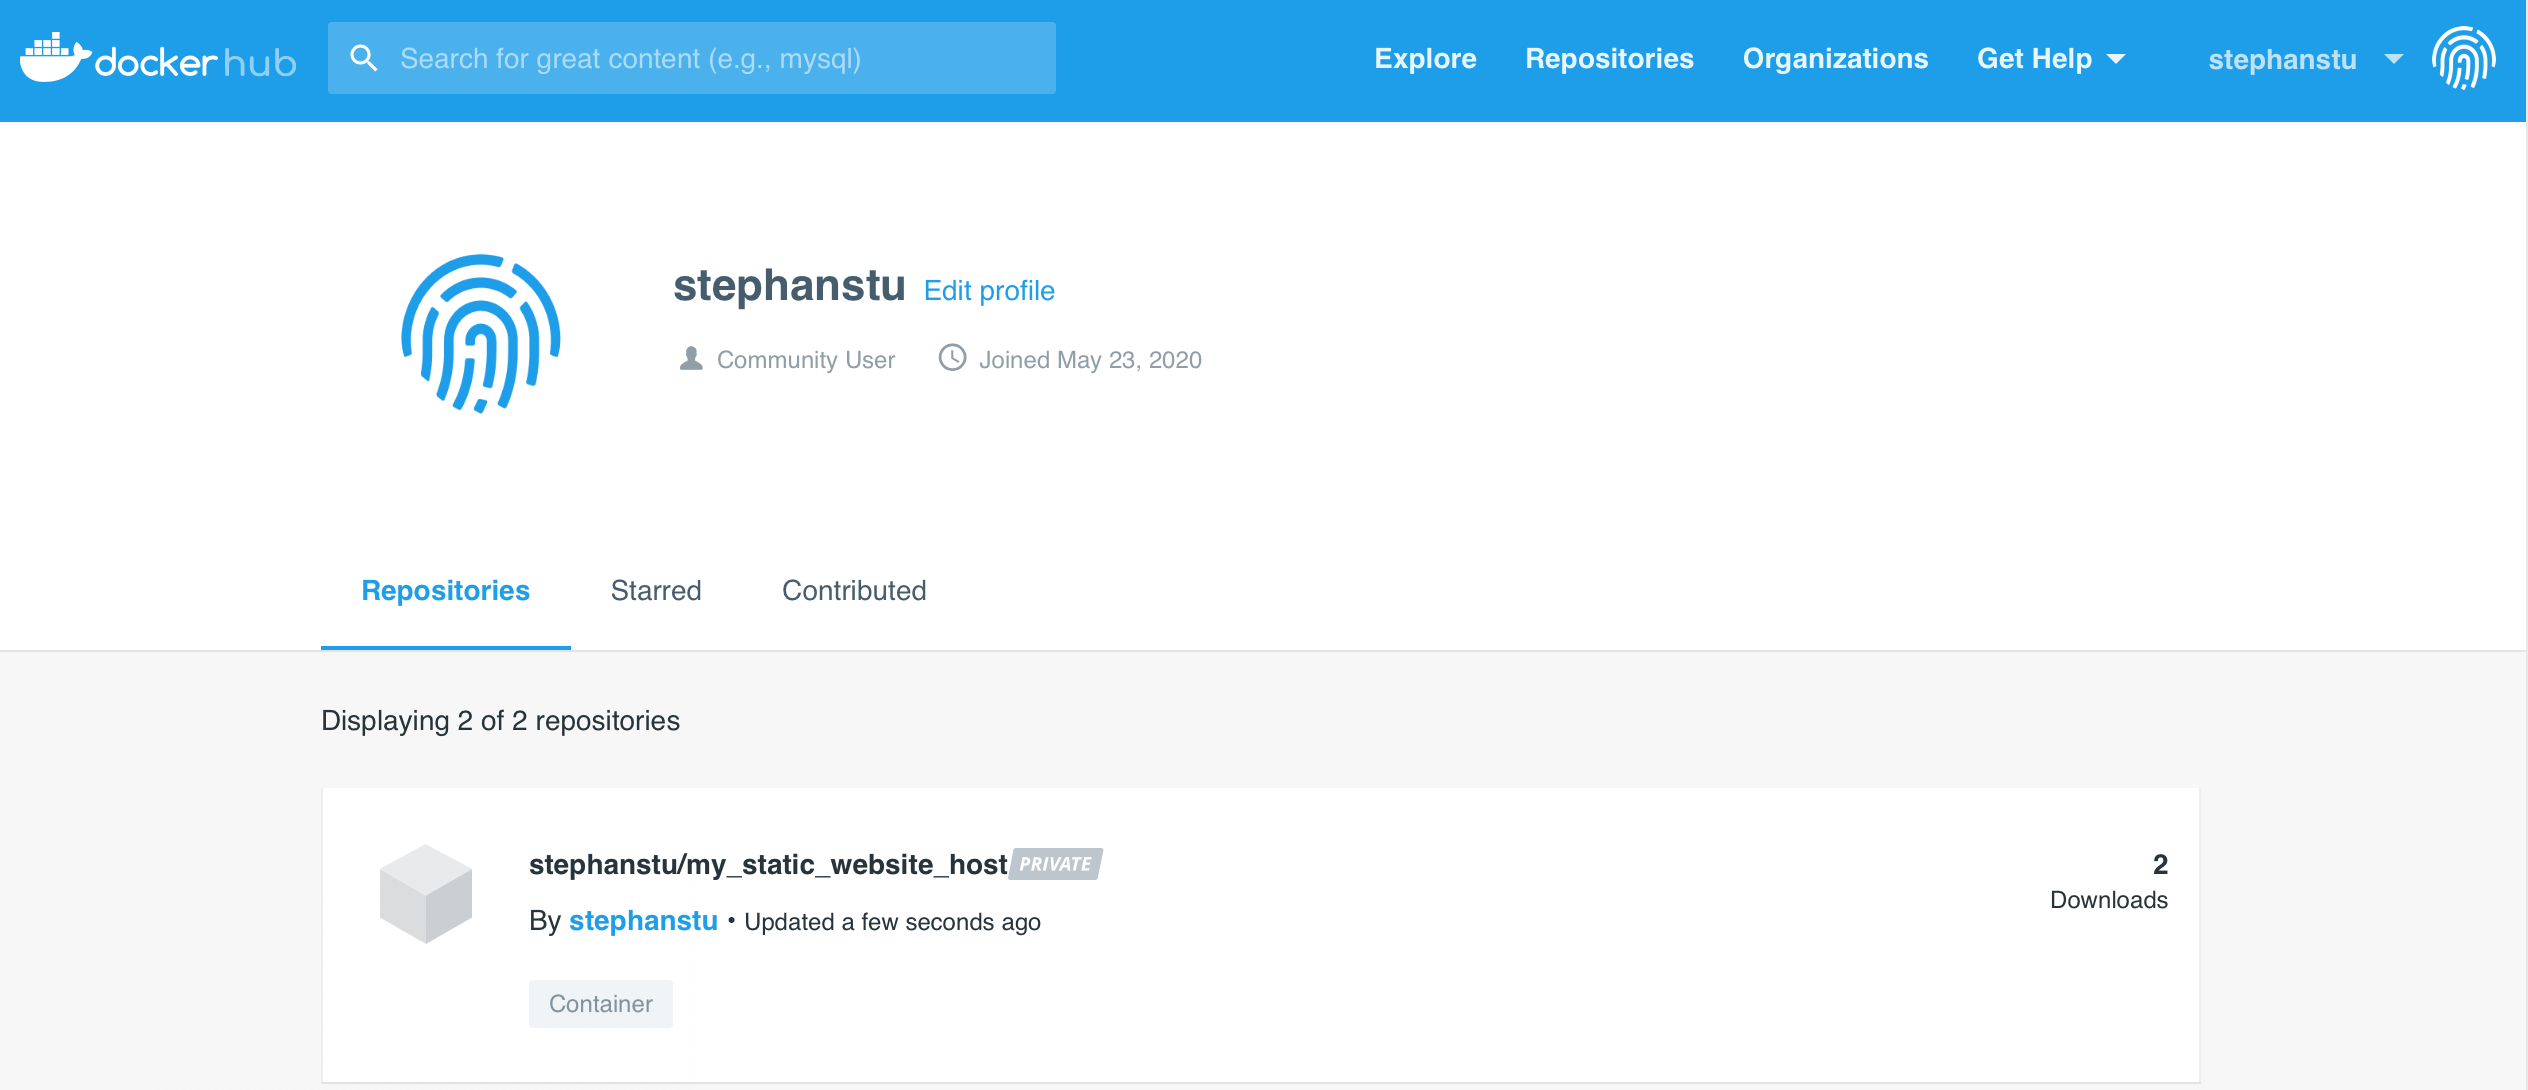 docker hub
Search for great content (e.g., mysql)
Explore Repositories Organizations Get Help stephanstu
stephanstu Edit profile
Community User Joined May 23, 2020
Repositories Starred Contributed
Displaying 2 of 2 repositories
stephanstu/my_static_website_host PRIVATE 2
Downloads
By stephanstu • Updated a few seconds ago
Container